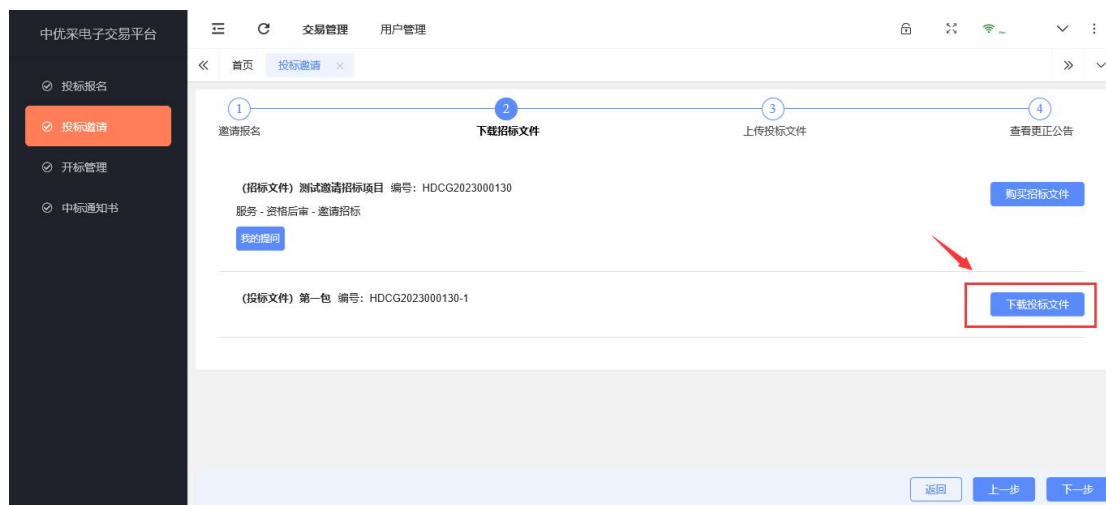 中优采电子交易平台
交易管理 用户管理
首页 投标邀请 ×
投标报名
投标邀请
开标管理
中标通知书
1 2 3 4
邀请报名 下载招标文件 上传投标文件 查看更正公告
(招标文件) 测试邀请招标项目 编号: HDCG2023000130
购买招标文件
服务 - 资格后审 - 邀请招标
我的提问
(投标文件) 第一包 编号: HDCG2023000130-1
下载投标文件
返回 上一步 下一步